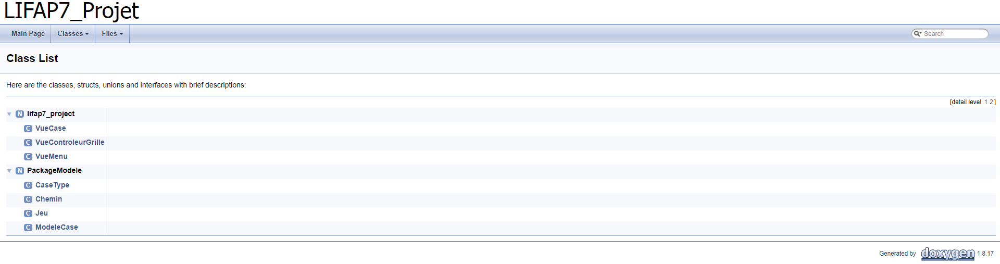 LIFAP7_Projet
Main Page Classes Files Search
Class List
Here are the classes, structs, unions and interfaces with brief descriptions:
[detail level 1 2]
N lifap7_project
C VueCase
C VueControleurGrille
C VueMenu
N PackageModele
C CaseType
C Chemin
C Jeu
C ModeleCase
Generated by doxygen 1.8.17